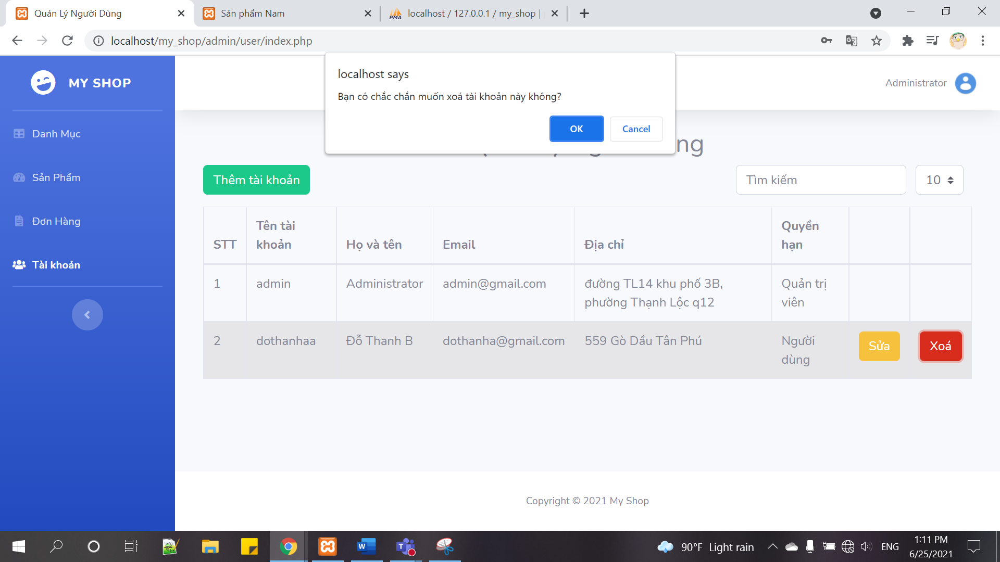 Quản Lý Người Dùng
Sản phẩm Nam
localhost / 127.0.0.1 / my_shop |
localhost/my_shop/admin/user/index.php
MY SHOP
Administrator
localhost says
Bạn có chắc chắn muốn xoá tài khoản này không?
OK
Cancel
Danh Mục
Sản Phẩm
Đơn Hàng
Tài khoản
Thêm tài khoản
Tìm kiếm
10
STT
Tên tài
khoản
Họ và tên
Email
Địa chỉ
Quyền
hạn
1
admin
Administrator
admin@gmail.com
đường TL14 khu phố 3B,
phường Thạnh Lộc q12
Quản trị
viên
2
dothanhaa
Đỗ Thanh B
dothanha@gmail.com
559 Gò Dầu Tân Phú
Người
dùng
Sửa
Xoá
Copyright © 2021 My Shop
90°F Light rain
ENG
1:11 PM
6/25/2021